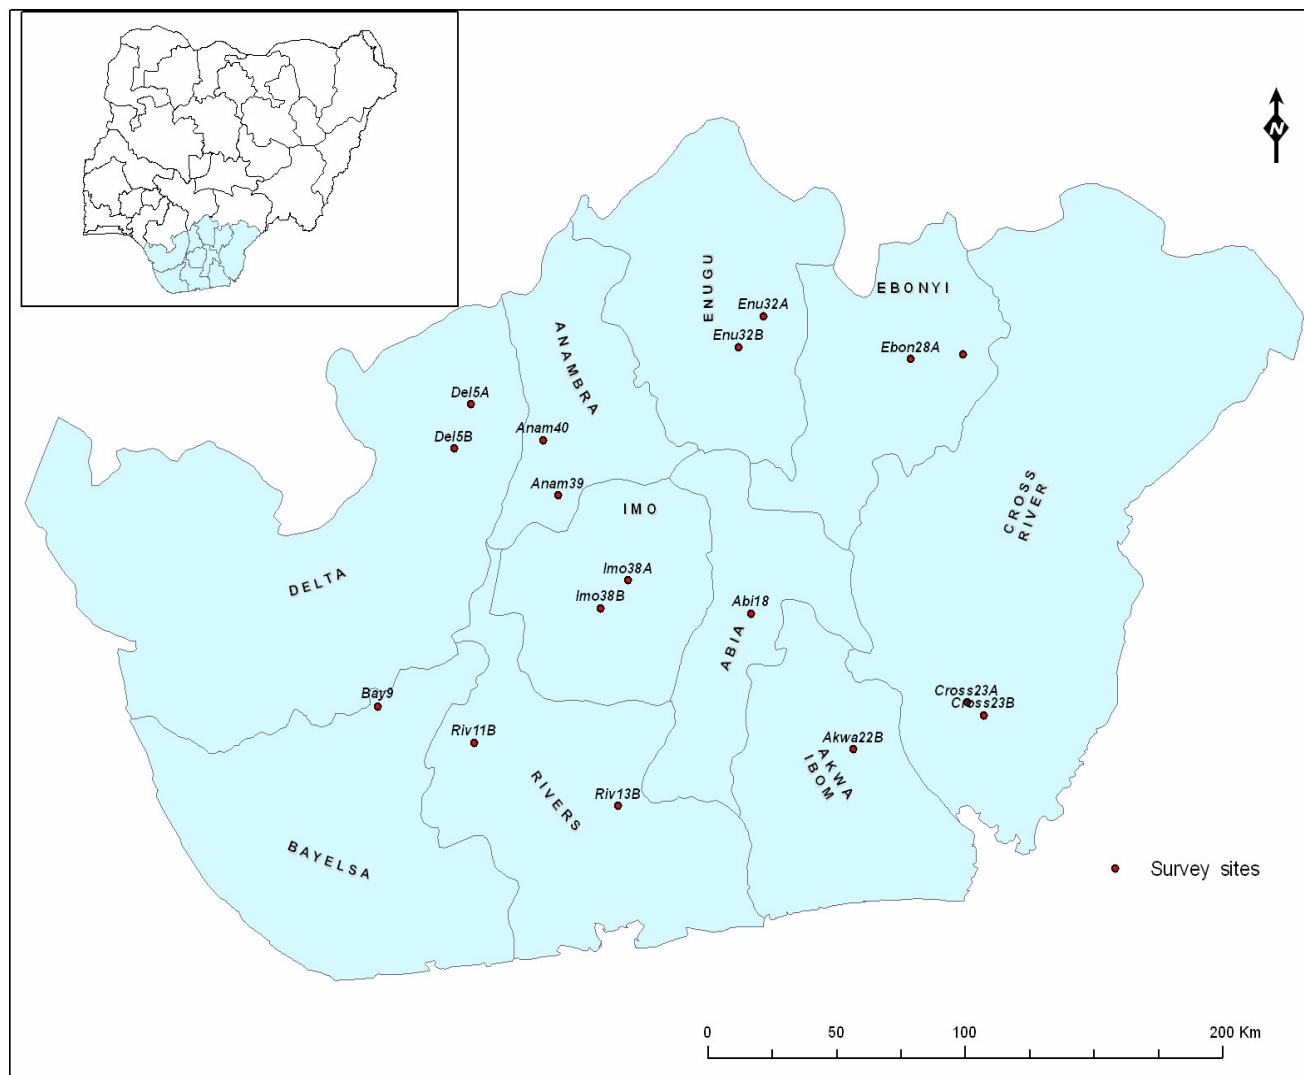 N
ENUGU
EBONYI
Enu32A
Enu32B
Ebon28A
ANAMBRA
Del5A
Del5B
Anam40
Anam39
IMO
CROSS
RIVER
DELTA
Imo38A
Imo38B
Abi18
ABIA
Bay9
Cross23A
Cross23B
Riv11B
Akwa22B
AKWA
IBOM
RIVERS
Riv13B
BAYELSA
Survey sites
0 50 100 200 Km